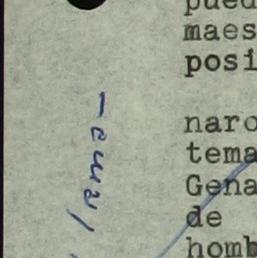 pued
maes
posi
naro
tema
Gena
de
homb